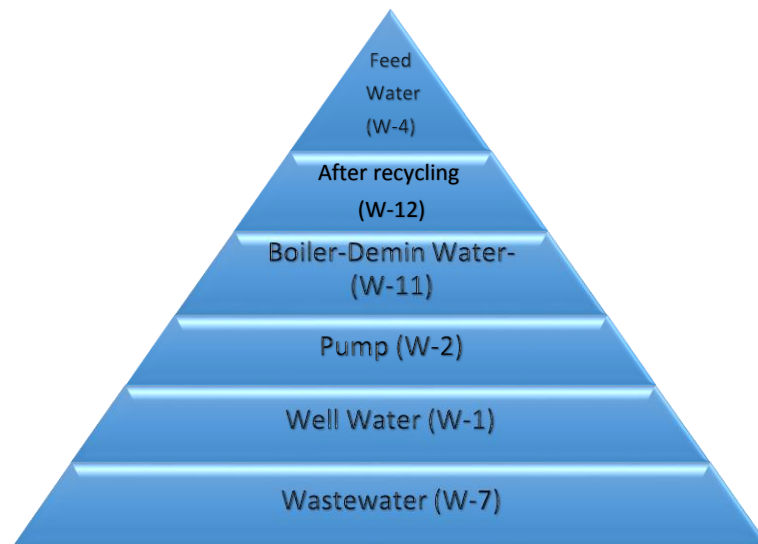 Feed
Water
(W-4)
After recycling
(W-12)
Boiler-Demin Water-
(W-11)
Pump (W-2)
Well Water (W-1)
Wastewater (W-7)